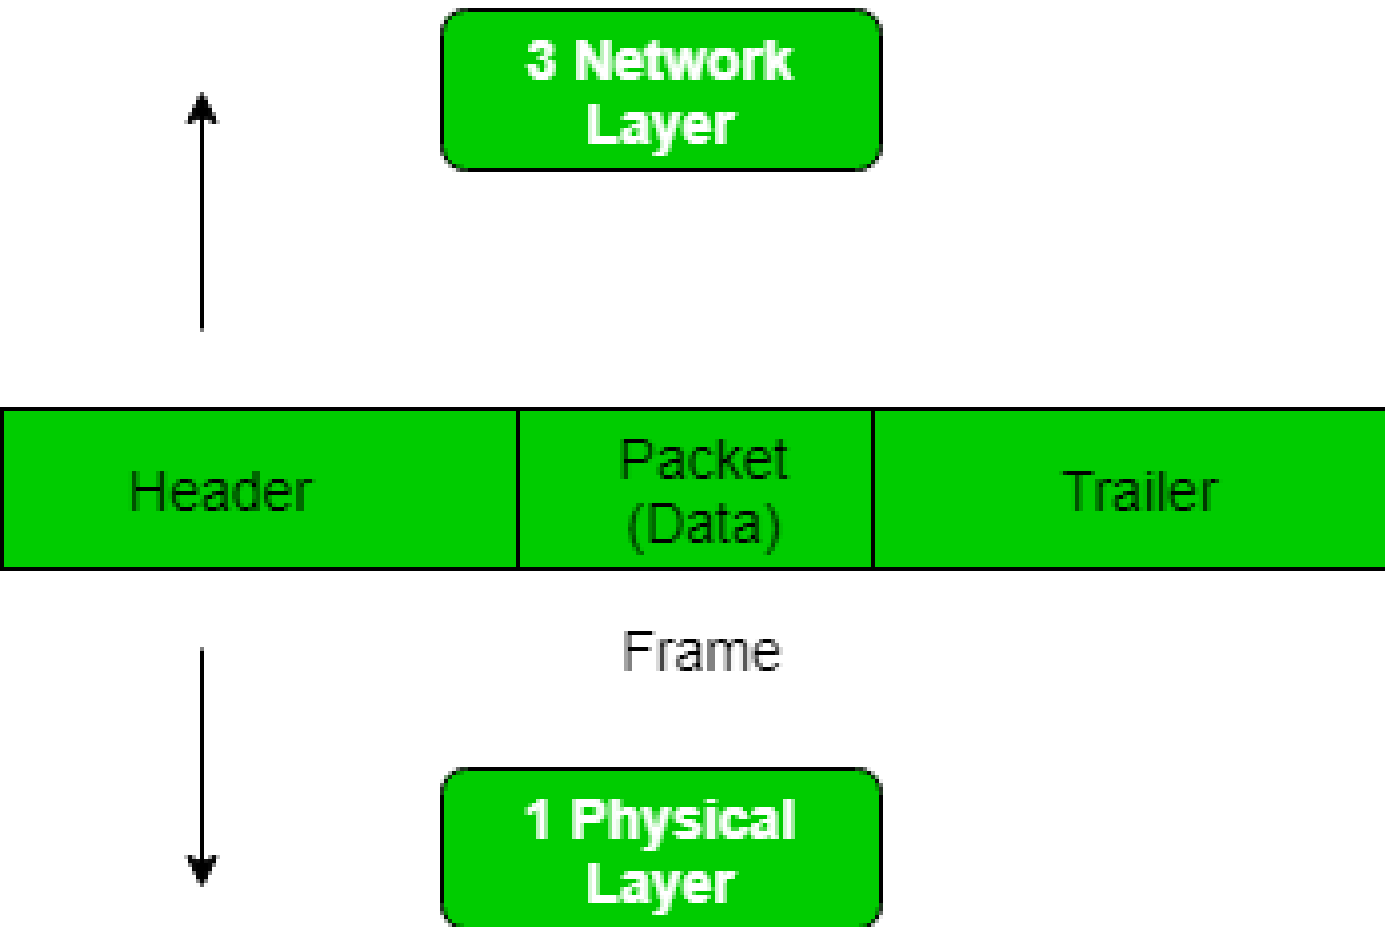 3 Network
Layer
Header
Packet
(Data)
Trailer
Frame
1 Physical
Layer